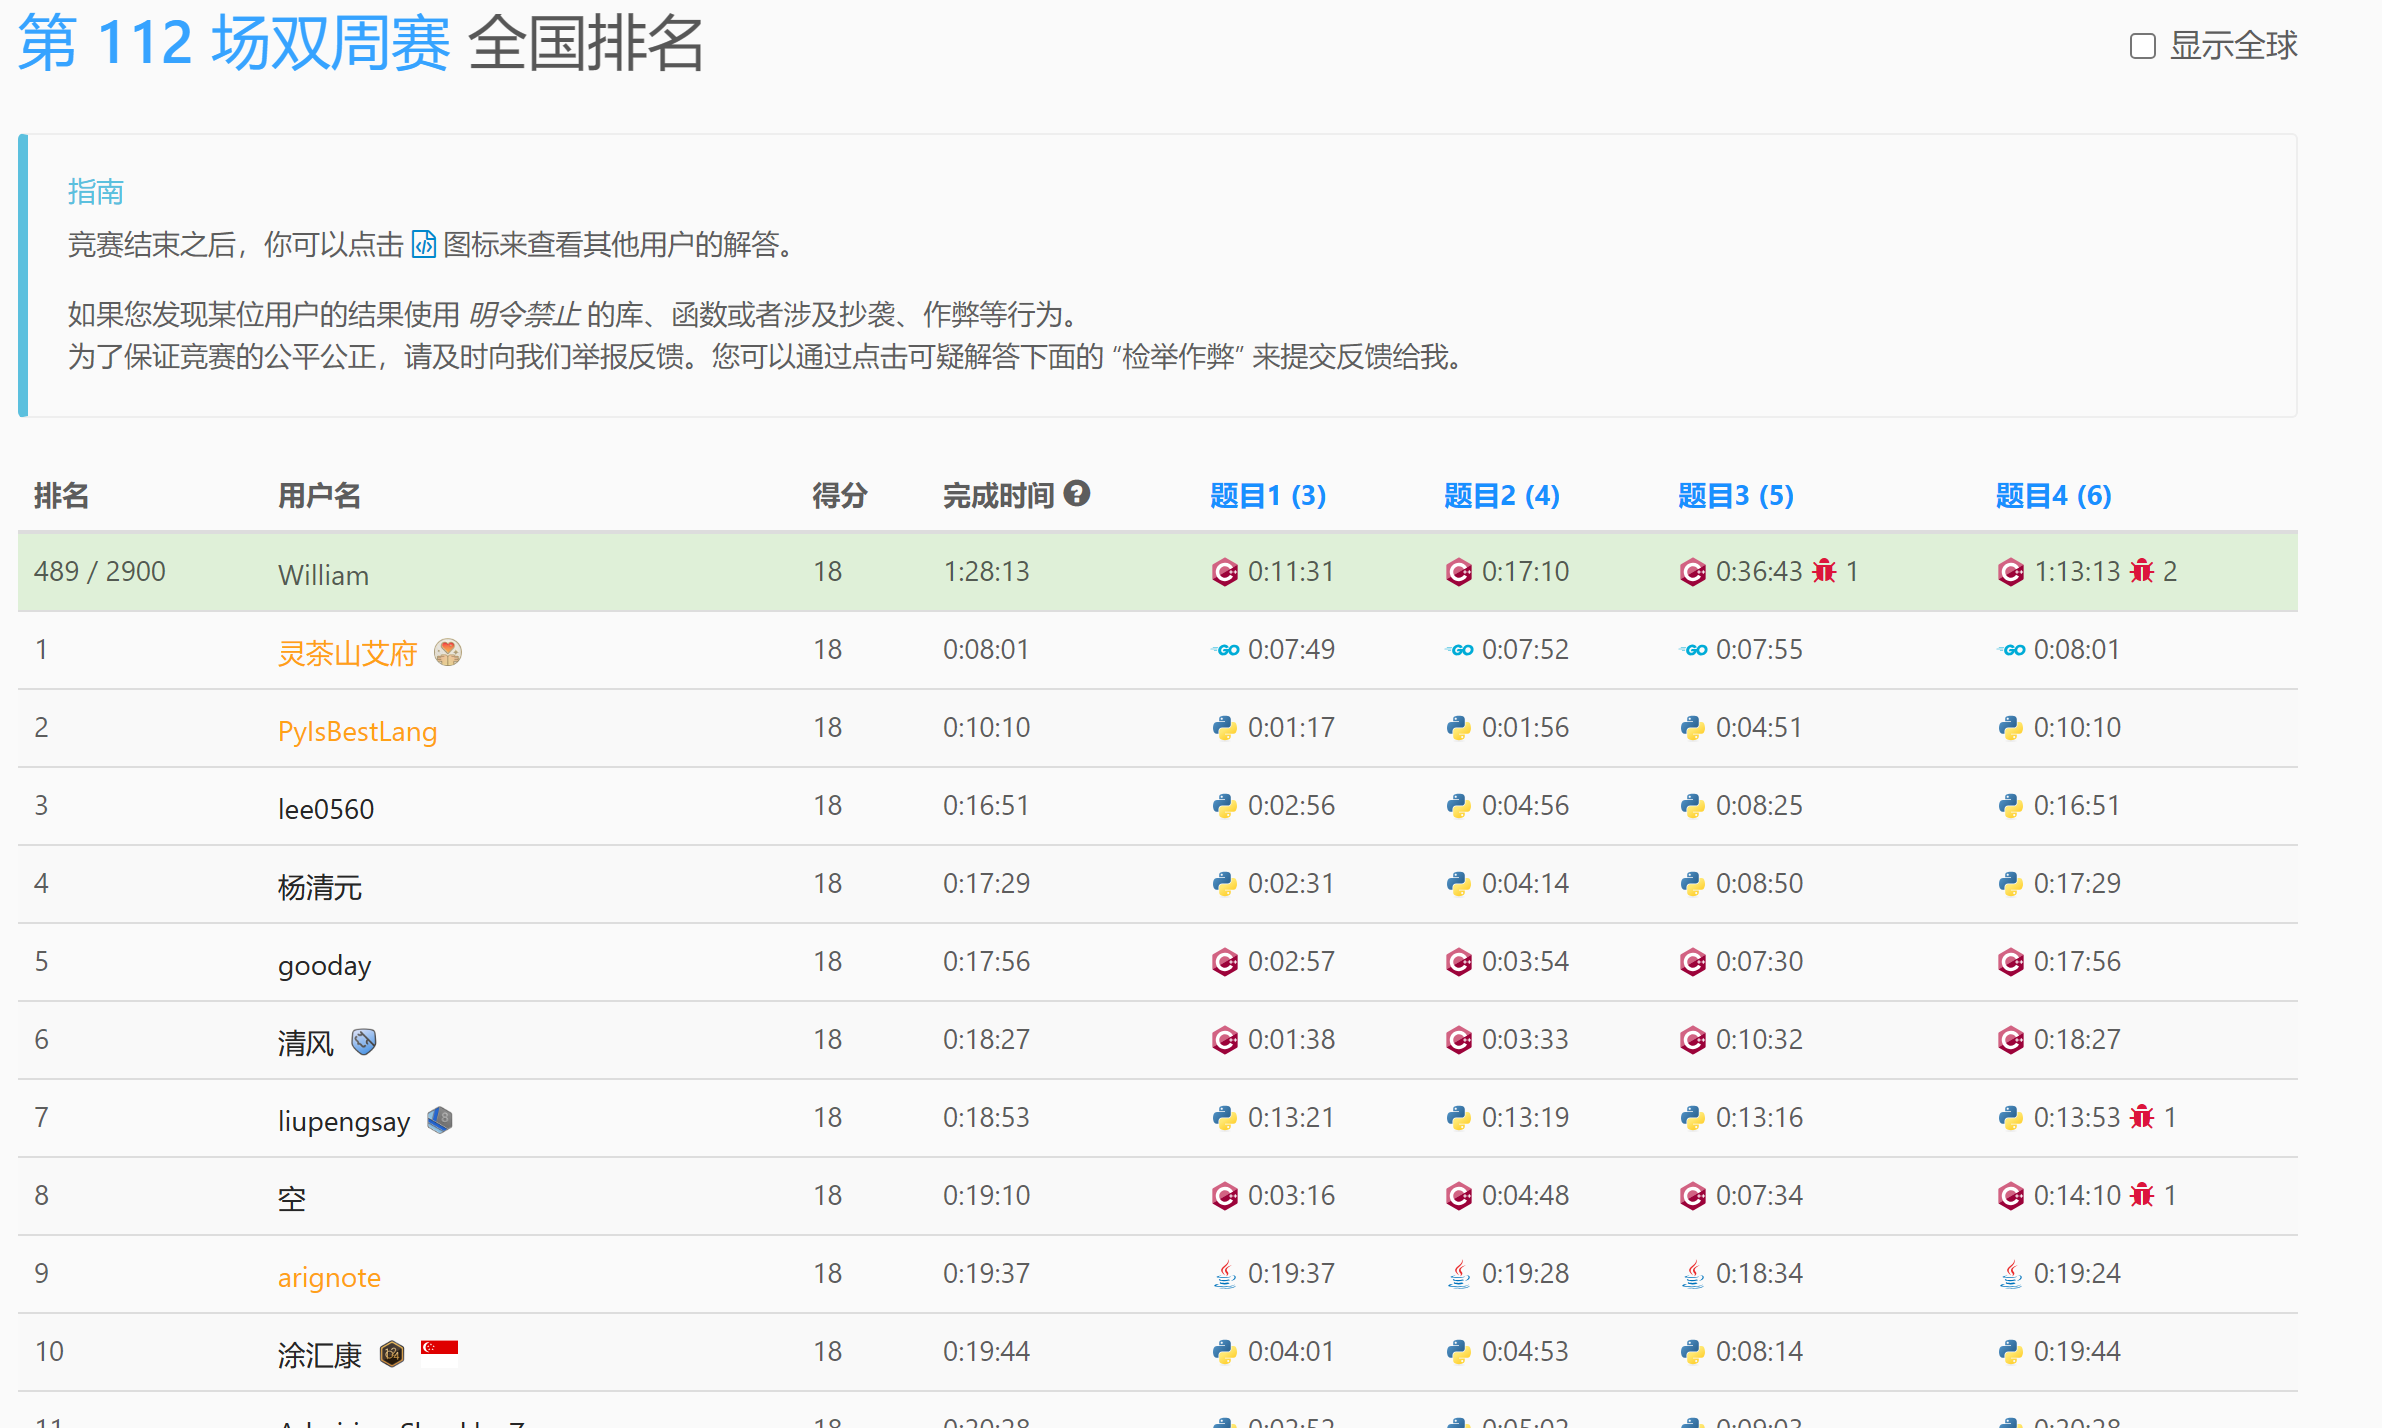 第 112 场双周赛 全国排名
显示全球
指南
竞赛结束之后，你可以点击 图标来查看其他用户的解答。
如果您发现某位用户的结果使用 明令禁止 的库、函数或者涉及抄袭、作弊等行为。
为了保证竞赛的公平公正，请及时向我们举报反馈。您可以通过点击可疑解答下面的 “检举作弊” 来提交反馈给我。
排名 用户名 得分 完成时间 题目1 (3) 题目2 (4) 题目3 (5) 题目4 (6)
489 / 2900 William 18 1:28:13 0:11:31 0:17:10 0:36:43 1 1:13:13 2
1 灵茶山艾府 18 0:08:01 GO 0:07:49 GO 0:07:52 GO 0:07:55 GO 0:08:01
2 PyIsBestLang 18 0:10:10 0:01:17 0:01:56 0:04:51 0:10:10
3 lee0560 18 0:16:51 0:02:56 0:04:56 0:08:25 0:16:51
4 杨清元 18 0:17:29 0:02:31 0:04:14 0:08:50 0:17:29
5 gooday 18 0:17:56 0:02:57 0:03:54 0:07:30 0:17:56
6 清风 18 0:18:27 0:01:38 0:03:33 0:10:32 0:18:27
7 liupengsay 18 0:18:53 0:13:21 0:13:19 0:13:16 0:13:53 1
8 空 18 0:19:10 0:03:16 0:04:48 0:07:34 0:14:10 1
9 arignote 18 0:19:37 0:19:37 0:19:28 0:18:34 0:19:24
10 涂汇康 18 0:19:44 0:04:01 0:04:53 0:08:14 0:19:44